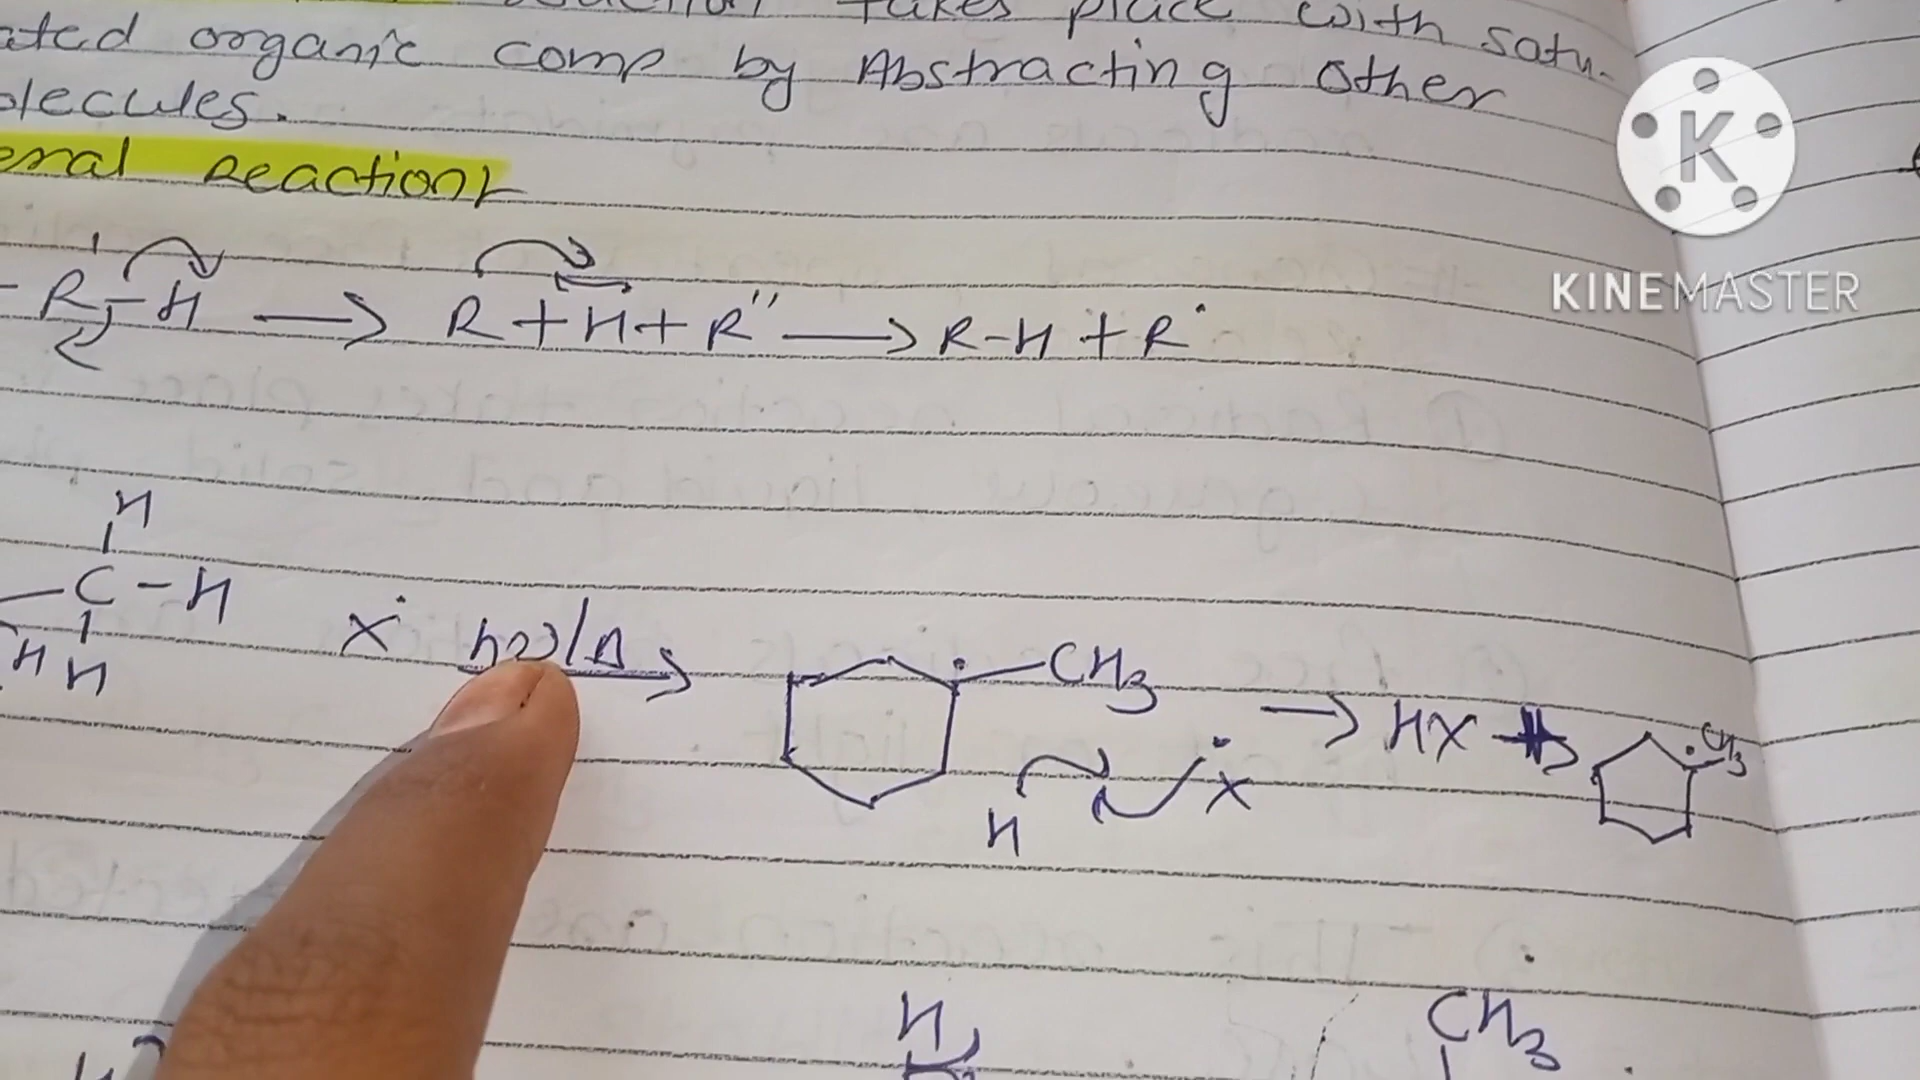 takes place with satu-
ated organic comp by Abstracting other
olecules.
eral Reaction
R'-H → R + H + R'' → R-H + R•
H
C-H
H H
X• hν/Δ → CH3 → HX CH3
H X•
H CH3
KINEMASTER